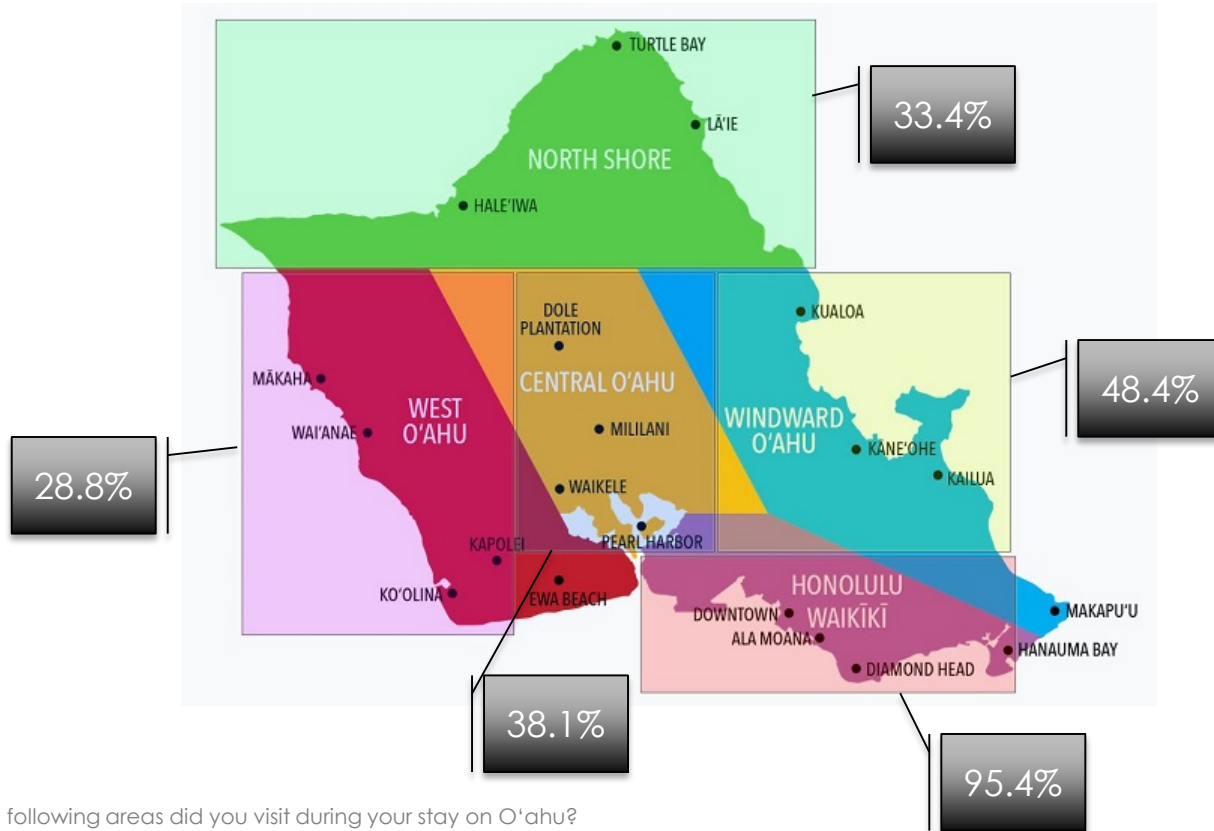 TURTLE BAY
33.4%
LĀ‘IE
NORTH SHORE
HALE‘IWA
DOLE
PLANTATION
KUALOA
MĀKAHA
CENTRAL O‘AHU
48.4%
WEST
O‘AHU
WINDWARD
O‘AHU
WAI‘ANAE
MILILANI
KĀNE‘OHE
KAILUA
28.8%
WAIKELE
PEARL HARBOR
KAPOLEI
KO‘OLINA
EWA BEACH
HONOLULU
WAIKĪKĪ
DOWNTOWN
ALA MOANA
MAKAPU‘U
HANAUMA BAY
DIAMOND HEAD
38.1%
95.4%
following areas did you visit during your stay on O‘ahu?